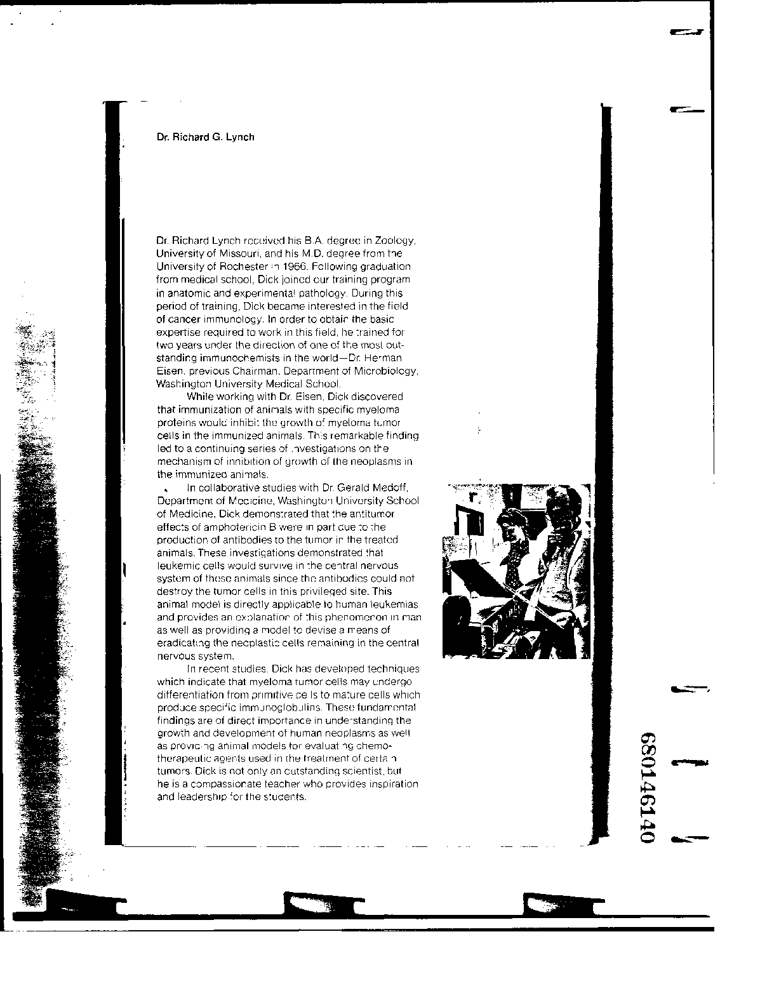 Dr. Richard G. Lynch
Dr. Richard Lynch received his B.A. degree in Zoology,
University of Missouri, and his M.D. degree from the
University of Rochester in 1966. Following graduation
from medical school, Dick joined our training program
in anatomic and experimental pathology. During this
period of training, Dick became interested in the field
of cancer immunology. In order to obtain the basic
expertise required to work in this field, he trained for
two years under the direction of one of the most out-
standing immunochemists in the world—Dr. Herman
Eisen, previous Chairman, Department of Microbiology,
Washington University Medical School.
While working with Dr. Eisen, Dick discovered
that immunization of animals with specific myeloma
proteins would inhibit the growth of myeloma tumor
cells in the immunized animals. This remarkable finding
led to a continuing series of investigations on the
mechanism of inhibition of growth of the neoplasms in
the immunized animals.
In collaborative studies with Dr. Gerald Medoff,
Department of Medicine, Washington University School
of Medicine, Dick demonstrated that the antitumor
effects of amphotericin B were in part due to the
production of antibodies to the tumor in the treated
animals. These investigations demonstrated that
leukemic cells would survive in the central nervous
system of these animals since the antibodies could not
destroy the tumor cells in this privileged site. This
animal model is directly applicable to human leukemias
and provides an explanation of this phenomenon in man
as well as providing a model to devise a means of
eradicating the neoplastic cells remaining in the central
nervous system.
In recent studies, Dick has developed techniques
which indicate that myeloma tumor cells may undergo
differentiation from primitive cells to mature cells which
produce specific immunoglobulins. These fundamental
findings are of direct importance in understanding the
growth and development of human neoplasms as well
as providing animal models for evaluating chemo-
therapeutic agents used in the treatment of certain
tumors. Dick is not only an outstanding scientist, but
he is a compassionate teacher who provides inspiration
and leadership for the students.
680146140